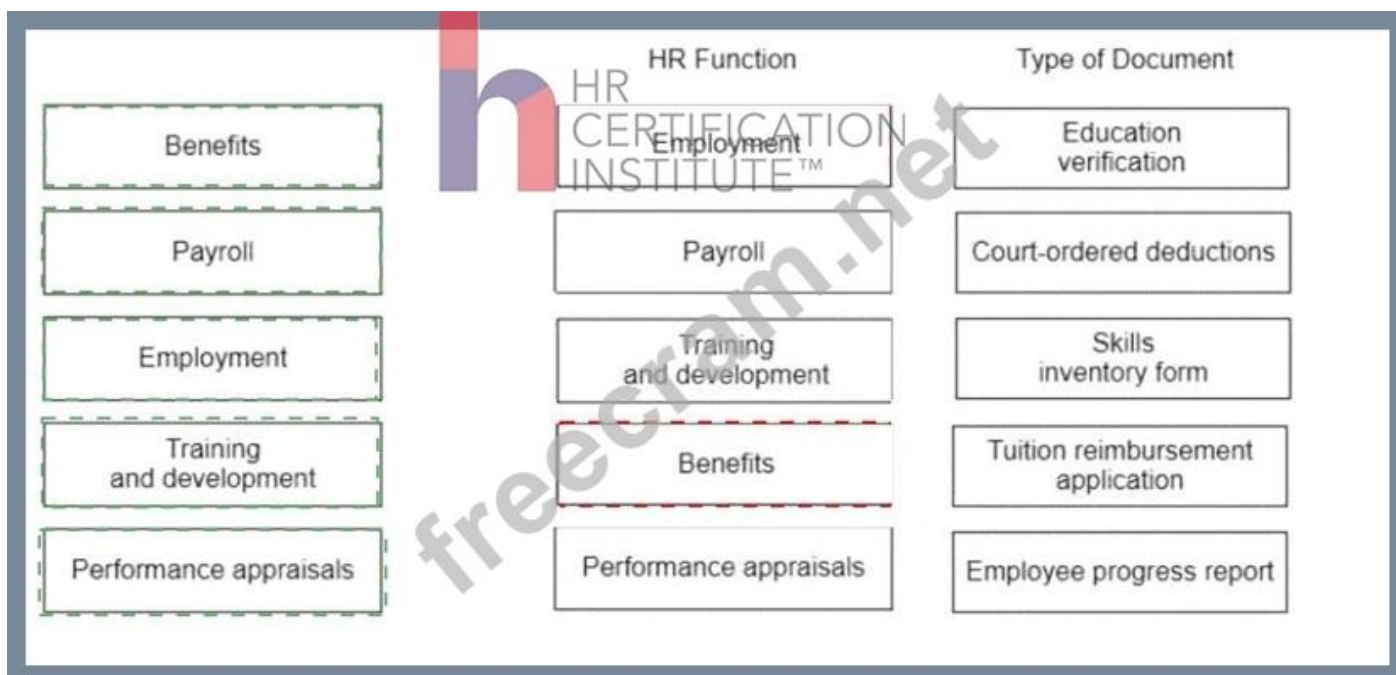 HR Function
Type of Document
HR
CERTIFICATION
INSTITUTE™
Benefits
Employment
Education
verification
Payroll
Payroll
Court-ordered deductions
Employment
Training
and development
Skills
inventory form
Training
and development
Benefits
Tuition reimbursement
application
Performance appraisals
Performance appraisals
Employee progress report
freecram.net